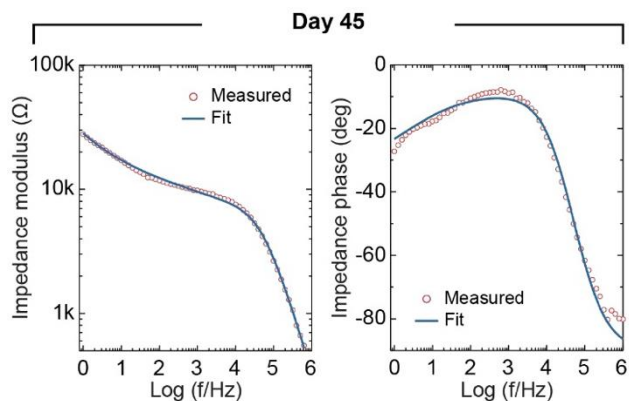 Day 45
100k
10k
1k
Impedance modulus (Ω)
Measured
Fit
0 1 2 3 4 5 6
Log (f/Hz)
0
-20
-40
-60
-80
Impedance phase (deg)
Measured
Fit
0 1 2 3 4 5 6
Log (f/Hz)